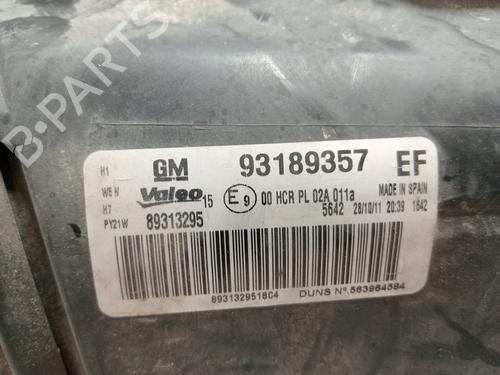 B-PARTS
H1 GM 93189357 EF
W5W Valeo 15 E9 00 HCR PL 02A 011a MADE IN SPAIN
H7 5642 28/10/11 20:39 1642
PY21W 89313295
8931329518C4 DUNS Nº.563964584